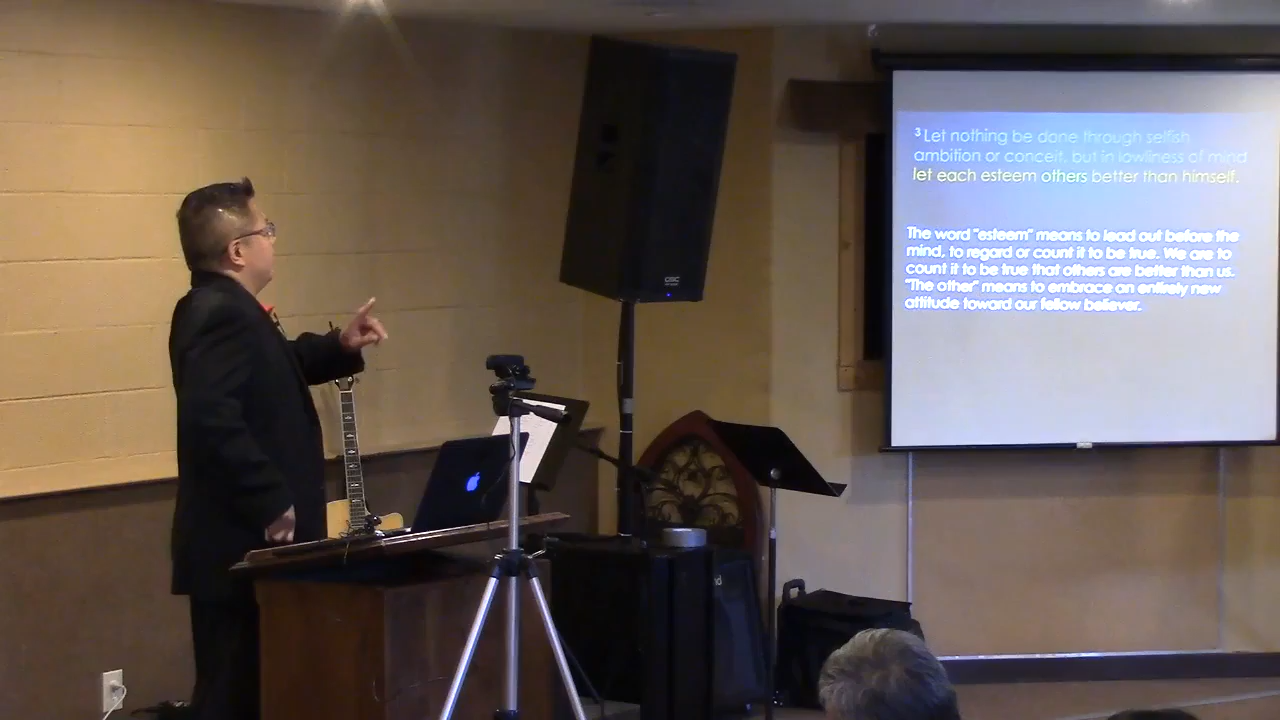 3 Let nothing be done through selfish
ambition or conceit, but in lowliness of mind
let each esteem others better than himself.
The word "esteem" means to lead out before the
mind, to regard or count it to be true. We are to
count it to be true that others are better than us.
"The other" means to embrace an entirely new
attitude toward our fellow believer.
QSC